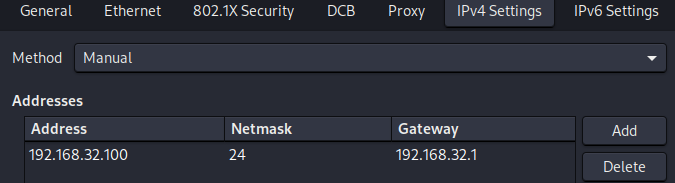 General Ethernet 802.1X Security DCB Proxy IPv4 Settings IPv6 Settings
Method Manual
Addresses
Address Netmask Gateway Add
192.168.32.100 24 192.168.32.1
Delete